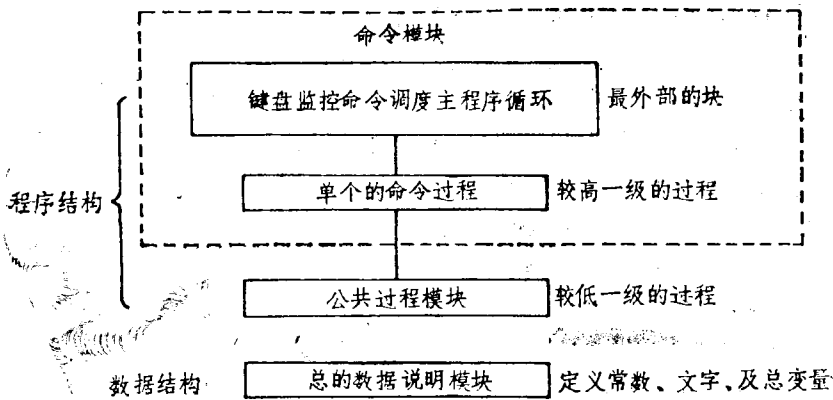 命令模块
键盘监控命令调度主程序循环
最外部的块
单个的命令过程
较高一级的过程
程序结构
公共过程模块
较低一级的过程
数据结构
总的数据说明模块
定义常数、文字、及总变量